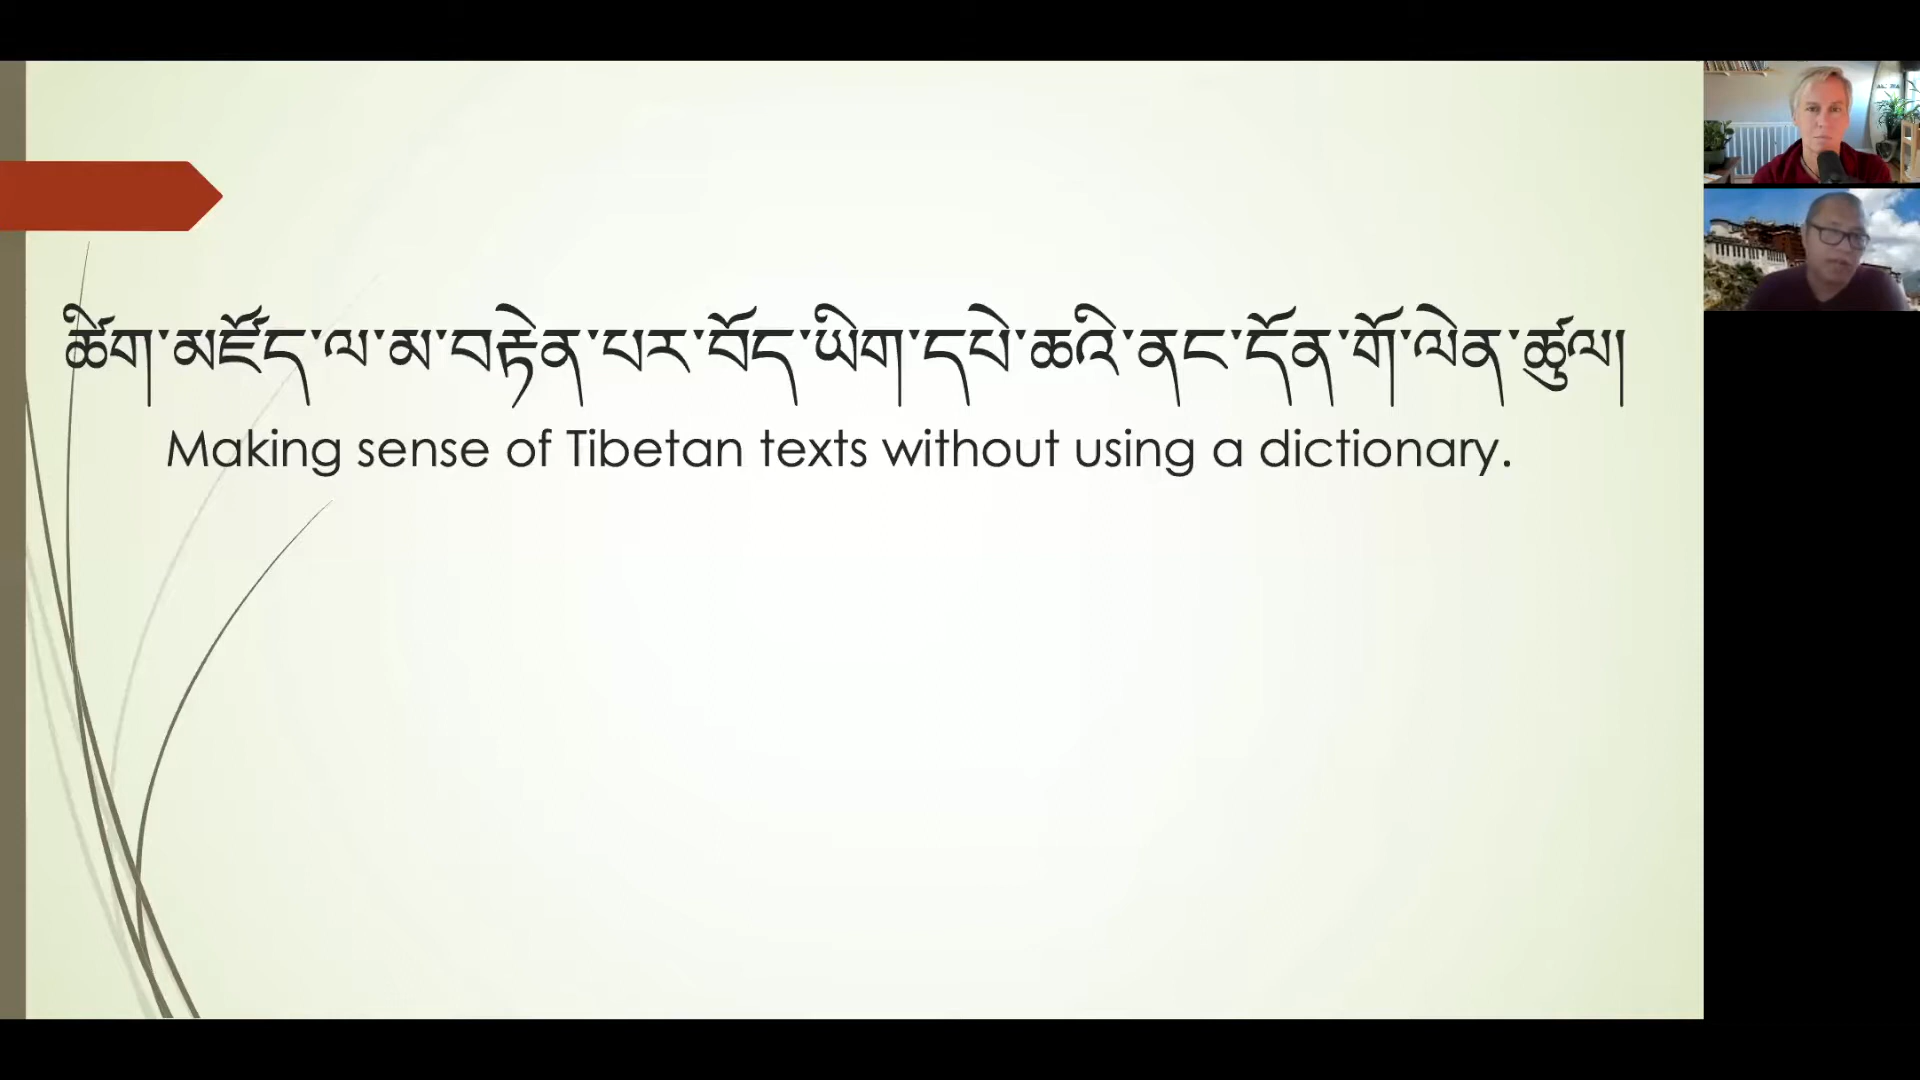 ཚིག་མཛོད་ལ་མ་བརྟེན་པར་བོད་ཡིག་དཔེ་ཆའི་ནང་དོན་གོ་ལེན་ཚུལ།
Making sense of Tibetan texts without using a dictionary.